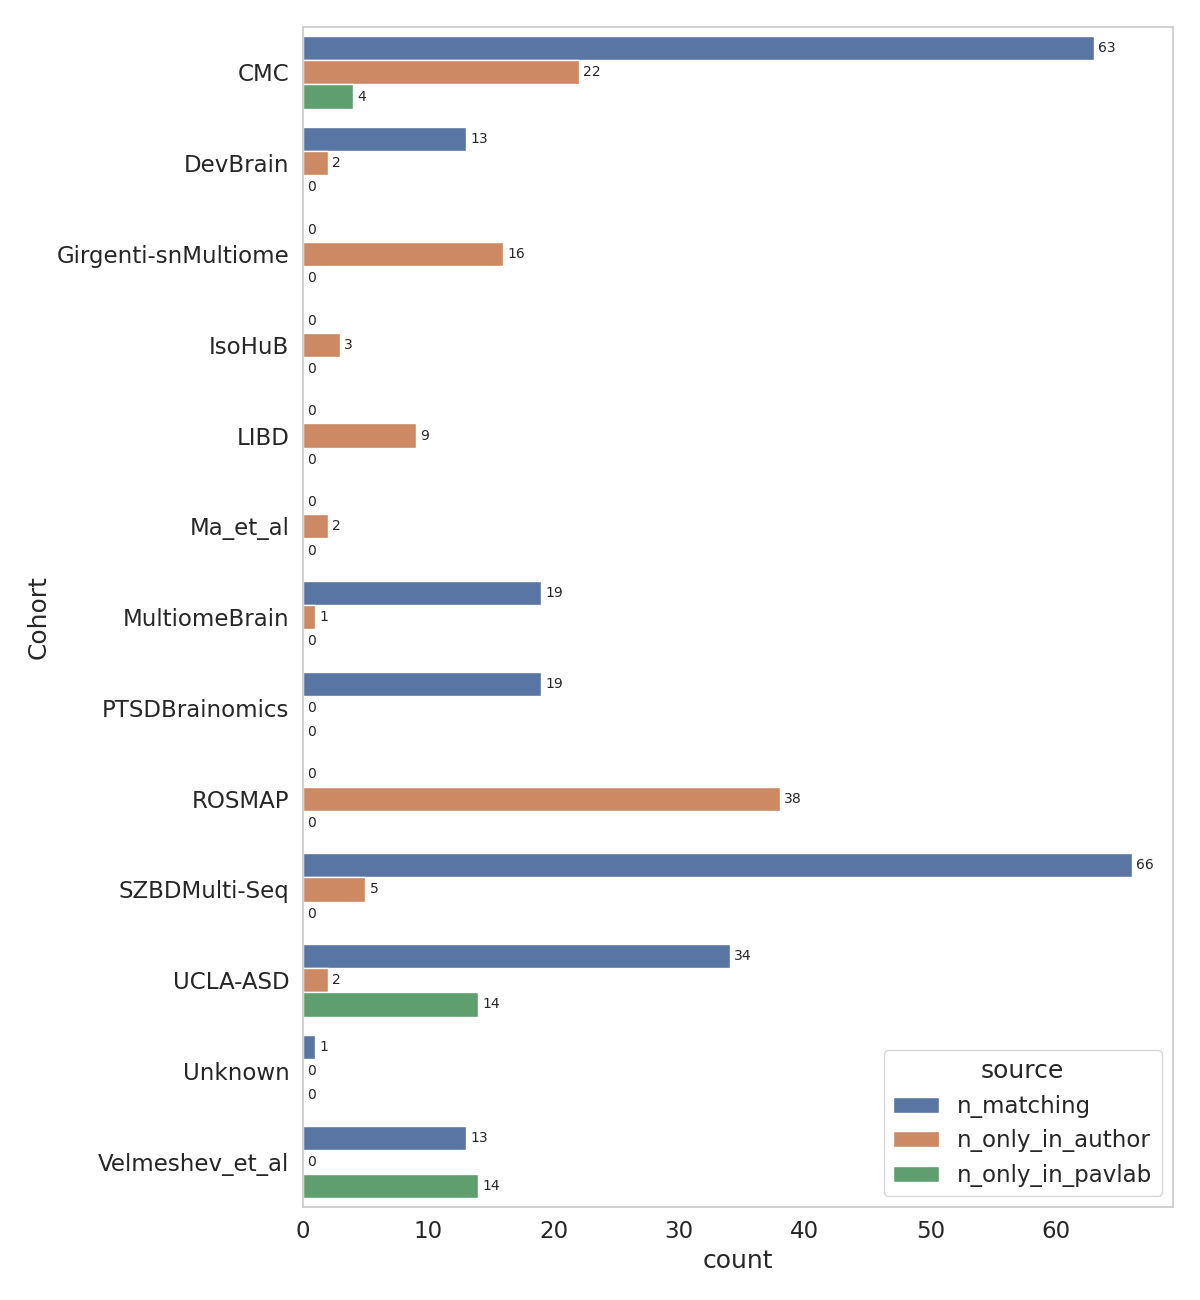 63
CMC
22
4
13
DevBrain
2
0
0
Girgenti-snMultiome
16
0
0
IsoHuB
3
0
0
LIBD
9
0
0
Ma_et_al
2
0
19
MultiomeBrain
1
0
19
PTSDBrainomics
0
0
0
ROSMAP
38
0
66
SZBDMulti-Seq
5
0
34
UCLA-ASD
2
14
1
Unknown
0
0
13
Velmeshev_et_al
0
14
Cohort
source
n_matching
n_only_in_author
n_only_in_pavlab
0 10 20 30 40 50 60
count